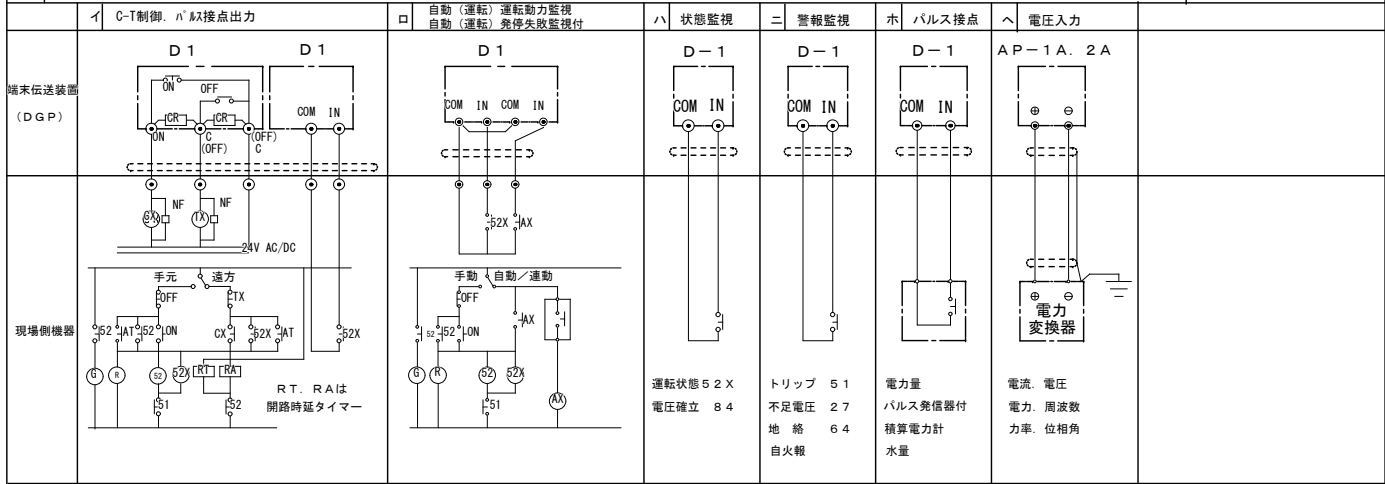 イ C-T制御．パルス接点出力
ロ 自動（運転）運転動力監視
自動（運転）発停失敗監視付
ハ 状態監視
ニ 警報監視
ホ パルス接点
ヘ 電圧入力
端末伝送装置
（ＤＧＰ）
Ｄ１ Ｄ１
ON OFF
CR CR
COM IN
ON C (OFF)
(OFF) C
Ｄ１
COM IN COM IN
Ｄ－１
COM IN
Ｄ－１
COM IN
Ｄ－１
COM IN
ＡＰ－１Ａ．２Ａ
⊕ ⊖
現場側機器
NF TX NF
24V AC/DC
手元 遠方
OFF TX
52 AT 52 ON CX 52X AT 52X
G R 52 52X RT RA
51 52
ＲＴ．ＲＡは
開路時延タイマー
52X AX
手動 自動／連動
OFF
52 52 ON AX
G R 52 52X
51 AX
運転状態５２Ｘ
電圧確立 ８４
トリップ ５１
不足電圧 ２７
地 絡 ６４
自火報
電力量
パルス発信器付
積算電力計
水量
⊕ ⊖
電力
変換器
電流．電圧
電力．周波数
力率．位相角